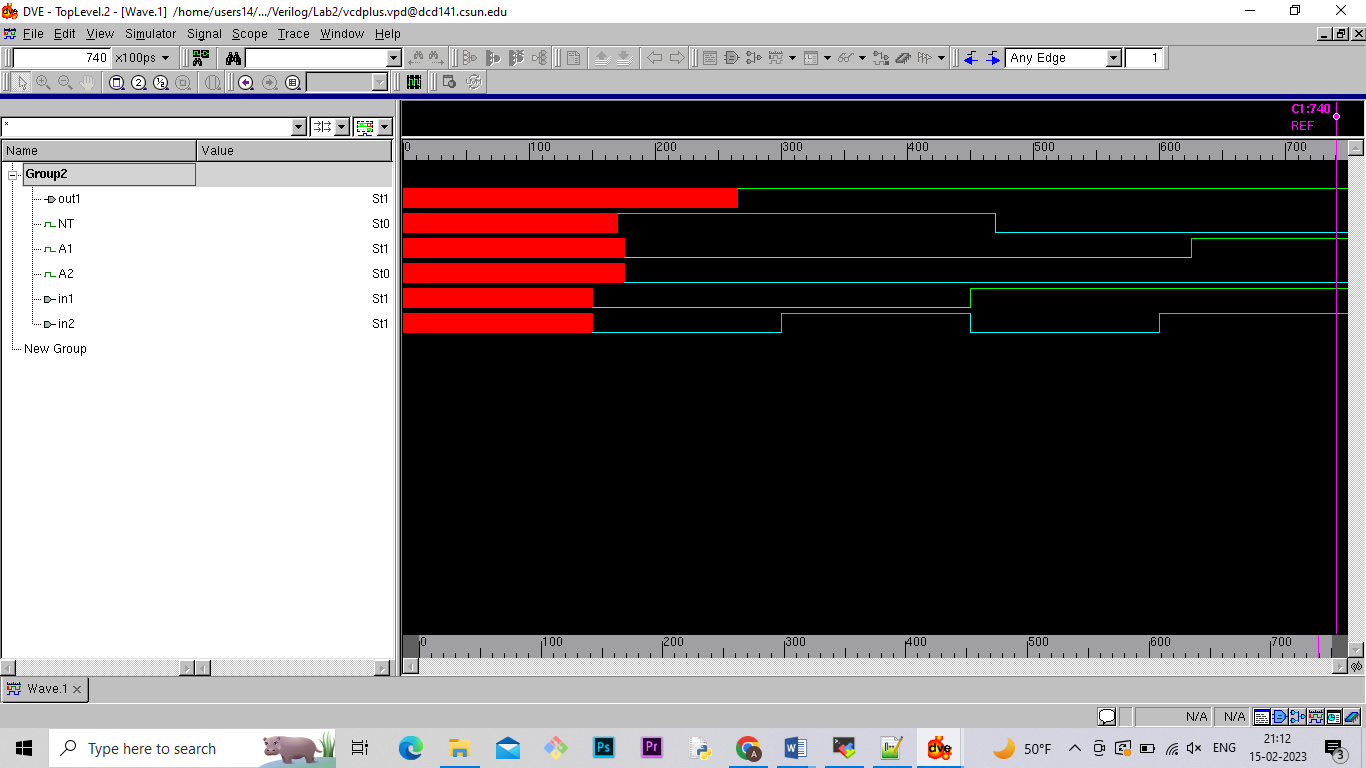 DVE - TopLevel.2 - [Wave.1] /home/users14/.../Verilog/Lab2/vcdplus.vpd@dcd141.csun.edu
File Edit View Simulator Signal Scope Trace Window Help
740 x100ps Any Edge 1
C1:740
REF
*
Name Value
0 100 200 300 400 500 600 700
Group2
out1 St1
NT St0
A1 St1
A2 St0
in1 St1
in2 St1
New Group
0 100 200 300 400 500 600 700
Wave.1
N/A N/A
Type here to search
Ps Pr A W dve
50°F ENG 21:12
15-02-2023
3